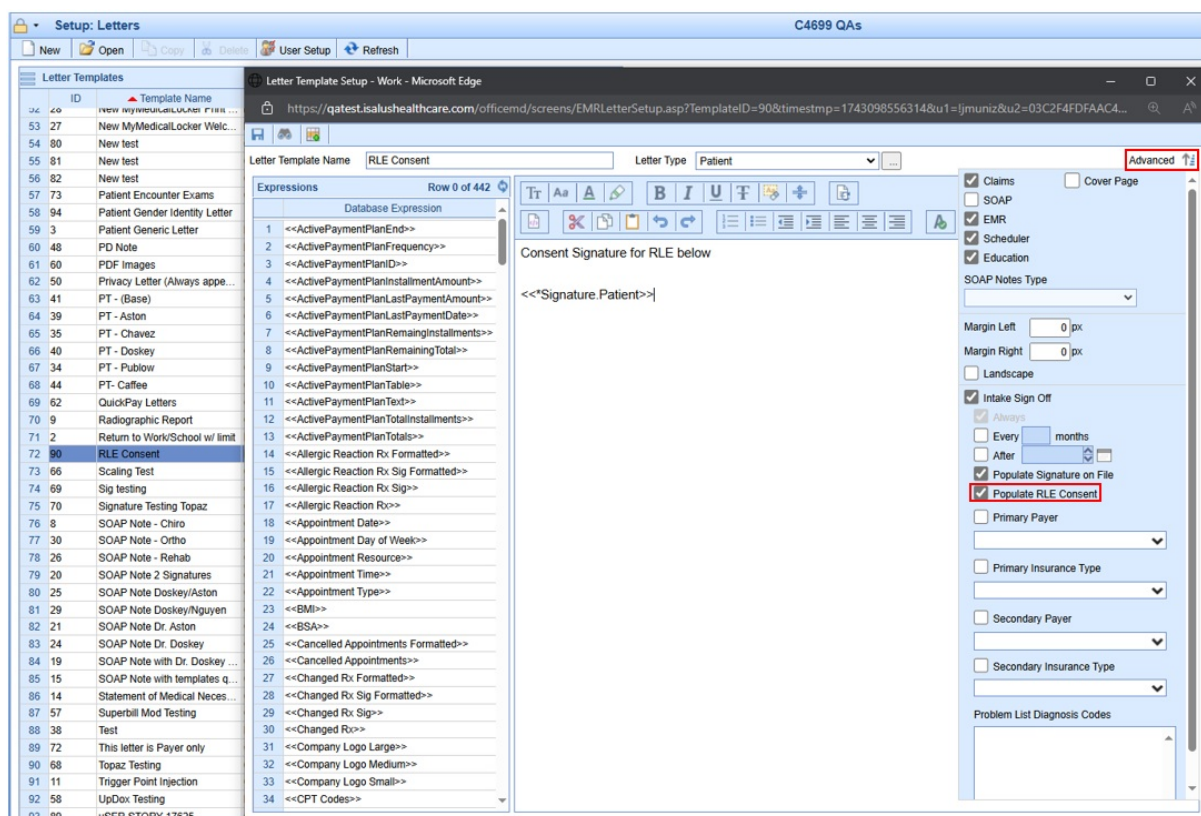 Setup: Letters
C4699 QAs
New Open Copy Delete User Setup Refresh
Letter Templates
ID Template Name
52 28 New MyMedicalLocker Print ...
53 27 New MyMedicalLocker Welc...
54 80 New test
55 81 New test
56 82 New test
57 73 Patient Encounter Exams
58 94 Patient Gender Identity Letter
59 3 Patient Generic Letter
60 48 PD Note
61 60 PDF Images
62 50 Privacy Letter (Always appe...
63 41 PT - (Base)
64 39 PT - Aston
65 35 PT - Chavez
66 40 PT - Doskey
67 34 PT - Publow
68 44 PT- Caffee
69 62 QuickPay Letters
70 9 Radiographic Report
71 2 Return to Work/School w/ limit
72 90 RLE Consent
73 66 Scaling Test
74 69 Sig testing
75 70 Signature Testing Topaz
76 8 SOAP Note - Chiro
77 30 SOAP Note - Ortho
78 26 SOAP Note - Rehab
79 20 SOAP Note 2 Signatures
80 25 SOAP Note Doskey/Aston
81 29 SOAP Note Doskey/Nguyen
82 21 SOAP Note Dr. Aston
83 24 SOAP Note Dr. Doskey
84 19 SOAP Note with Dr. Doskey ...
85 15 SOAP Note with templates q...
86 14 Statement of Medical Neces...
87 57 Superbill Mod Testing
88 38 Test
89 72 This letter is Payer only
90 68 Topaz Testing
91 11 Trigger Point Injection
92 58 UpDox Testing
93 89 uSER STORY 17625
Letter Template Setup - Work - Microsoft Edge
https://qatest.isalushealthcare.com/officemd/screens/EMRLetterSetup.asp?TemplateID=90&timestmp=1743098556314&u1=!jmuniz&u2=03C2F4FDFAAC4...
Letter Template Name RLE Consent Letter Type Patient ... Advanced
Expressions Row 0 of 442
Database Expression
1 <<ActivePaymentPlanEnd>>
2 <<ActivePaymentPlanFrequency>>
3 <<ActivePaymentPlanID>>
4 <<ActivePaymentPlanInstallmentAmount>>
5 <<ActivePaymentPlanLastPaymentAmount>>
6 <<ActivePaymentPlanLastPaymentDate>>
7 <<ActivePaymentPlanRemaingInstallments>>
8 <<ActivePaymentPlanRemainingTotal>>
9 <<ActivePaymentPlanStart>>
10 <<ActivePaymentPlanTable>>
11 <<ActivePaymentPlanText>>
12 <<ActivePaymentPlanTotalInstallments>>
13 <<ActivePaymentPlanTotals>>
14 <<Allergic Reaction Rx Formatted>>
15 <<Allergic Reaction Rx Sig Formatted>>
16 <<Allergic Reaction Rx Sig>>
17 <<Allergic Reaction Rx>>
18 <<Appointment Date>>
19 <<Appointment Day of Week>>
20 <<Appointment Resource>>
21 <<Appointment Time>>
22 <<Appointment Type>>
23 <<BMI>>
24 <<BSA>>
25 <<Cancelled Appointments Formatted>>
26 <<Cancelled Appointments>>
27 <<Changed Rx Formatted>>
28 <<Changed Rx Sig Formatted>>
29 <<Changed Rx Sig>>
30 <<Changed Rx>>
31 <<Company Logo Large>>
32 <<Company Logo Medium>>
33 <<Company Logo Small>>
34 <<CPT Codes>>
Consent Signature for RLE below
<<*Signature.Patient>>
Claims Cover Page
SOAP
EMR
Scheduler
Education
SOAP Notes Type
Margin Left 0 px
Margin Right 0 px
Landscape
Intake Sign Off
Always
Every months
After
Populate Signature on File
Populate RLE Consent
Primary Payer
Primary Insurance Type
Secondary Payer
Secondary Insurance Type
Problem List Diagnosis Codes